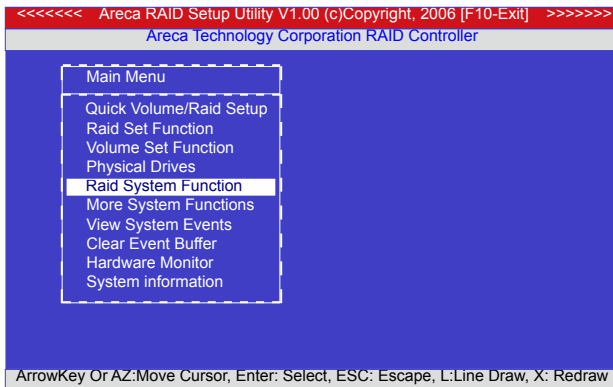 <<<<<<< Areca RAID Setup Utility V1.00 (c)Copyright, 2006 [F10-Exit] >>>>>>>
Areca Technology Corporation RAID Controller
Main Menu
Quick Volume/Raid Setup
Raid Set Function
Volume Set Function
Physical Drives
Raid System Function
More System Functions
View System Events
Clear Event Buffer
Hardware Monitor
System information
ArrowKey Or AZ:Move Cursor, Enter: Select, ESC: Escape, L:Line Draw, X: Redraw